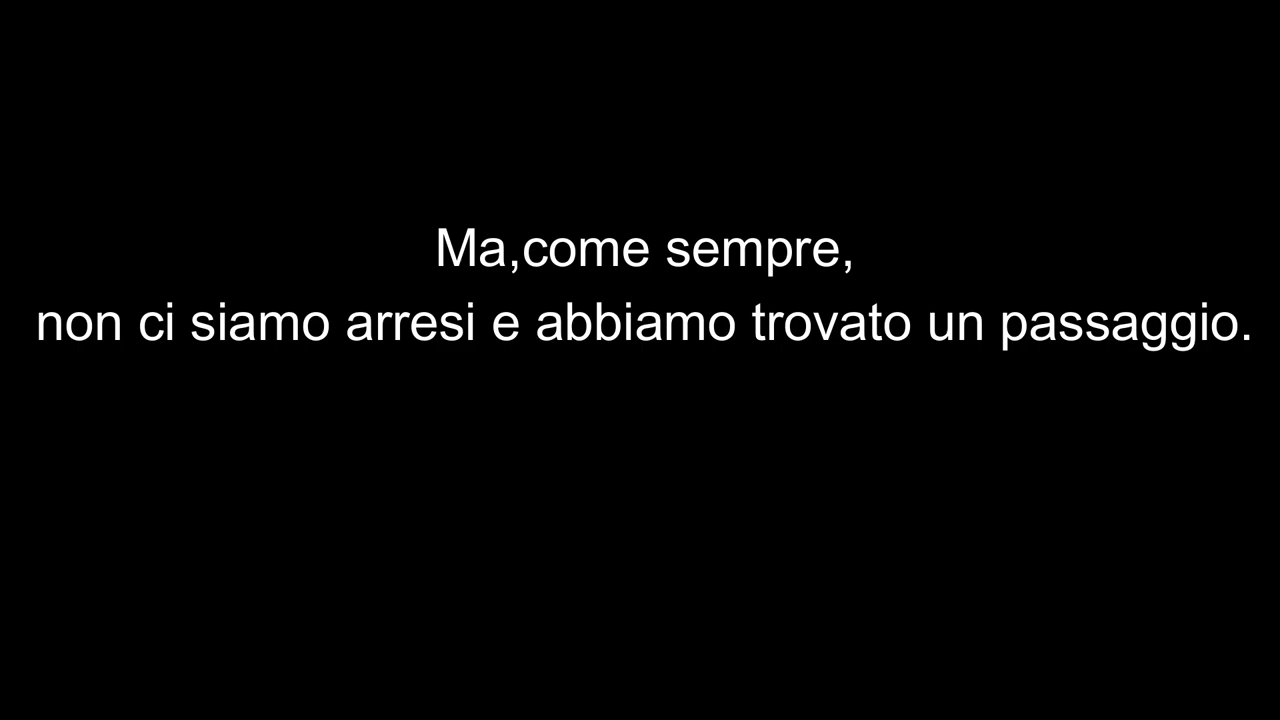 Ma,come sempre,
non ci siamo arresi e abbiamo trovato un passaggio.